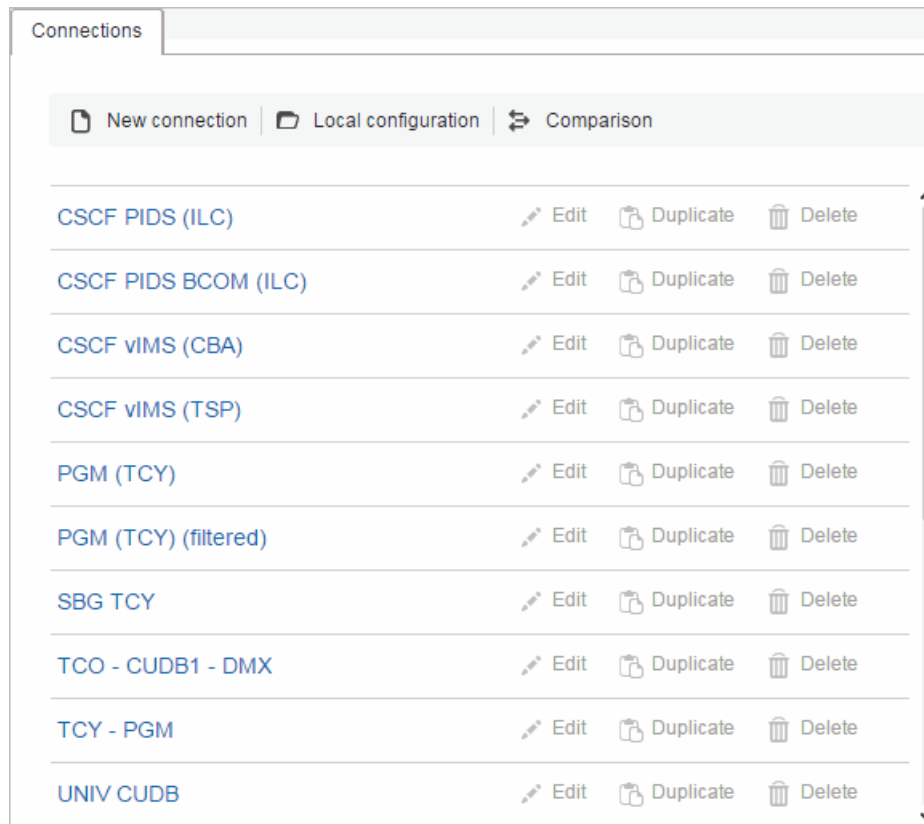 Connections
New connection Local configuration Comparison
CSCF PIDS (ILC) Edit Duplicate Delete
CSCF PIDS BCOM (ILC) Edit Duplicate Delete
CSCF vIMS (CBA) Edit Duplicate Delete
CSCF vIMS (TSP) Edit Duplicate Delete
PGM (TCY) Edit Duplicate Delete
PGM (TCY) (filtered) Edit Duplicate Delete
SBG TCY Edit Duplicate Delete
TCO - CUDB1 - DMX Edit Duplicate Delete
TCY - PGM Edit Duplicate Delete
UNIV CUDB Edit Duplicate Delete